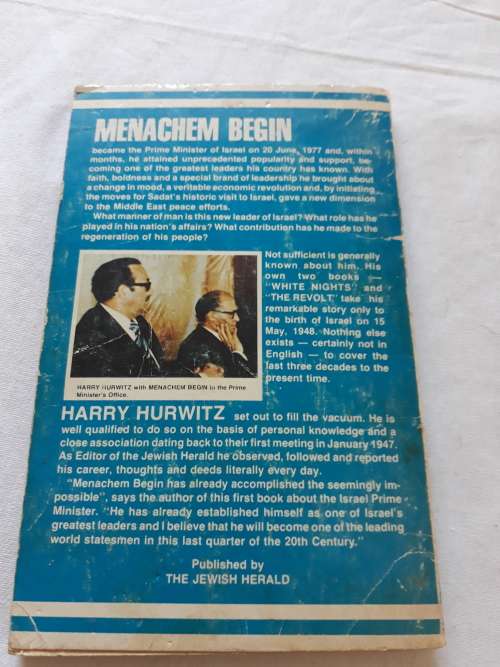 MENACHEM BEGIN
became the Prime Minister of Israel on 20 June, 1977 and, within
months, he attained unprecedented popularity and support, be-
coming one of the greatest leaders his country has known. With
faith, boldness and a special brand of leadership he brought about
a change in mood, a veritable economic revolution and, by initiating
the moves for Sadat's historic visit to Israel, gave a new dimension
to the Middle East peace efforts.
What manner of man is this new leader of Israel? What role has he
played in his nation's affairs? What contribution has he made to the
regeneration of his people?
Not sufficient is generally
known about him. His
own two books —
"WHITE NIGHTS" and
"THE REVOLT" take his
remarkable story only to
the birth of Israel on 15
May, 1948. Nothing else
exists — certainly not in
English — to cover the
last three decades to the
present time.
HARRY HURWITZ with MENACHEM BEGIN to the Prime
Minister's Office.
HARRY HURWITZ set out to fill the vacuum. He is
well qualified to do so on the basis of personal knowledge and a
close association dating back to their first meeting in January 1947.
As Editor of the Jewish Herald he observed, followed and reported
his career, thoughts and deeds literally every day.
"Menachem Begin has already accomplished the seemingly im-
possible", says the author of this first book about the Israel Prime
Minister. "He has already established himself as one of Israel's
greatest leaders and I believe that he will become one of the leading
world statesmen in this last quarter of the 20th Century."
Published by
THE JEWISH HERALD